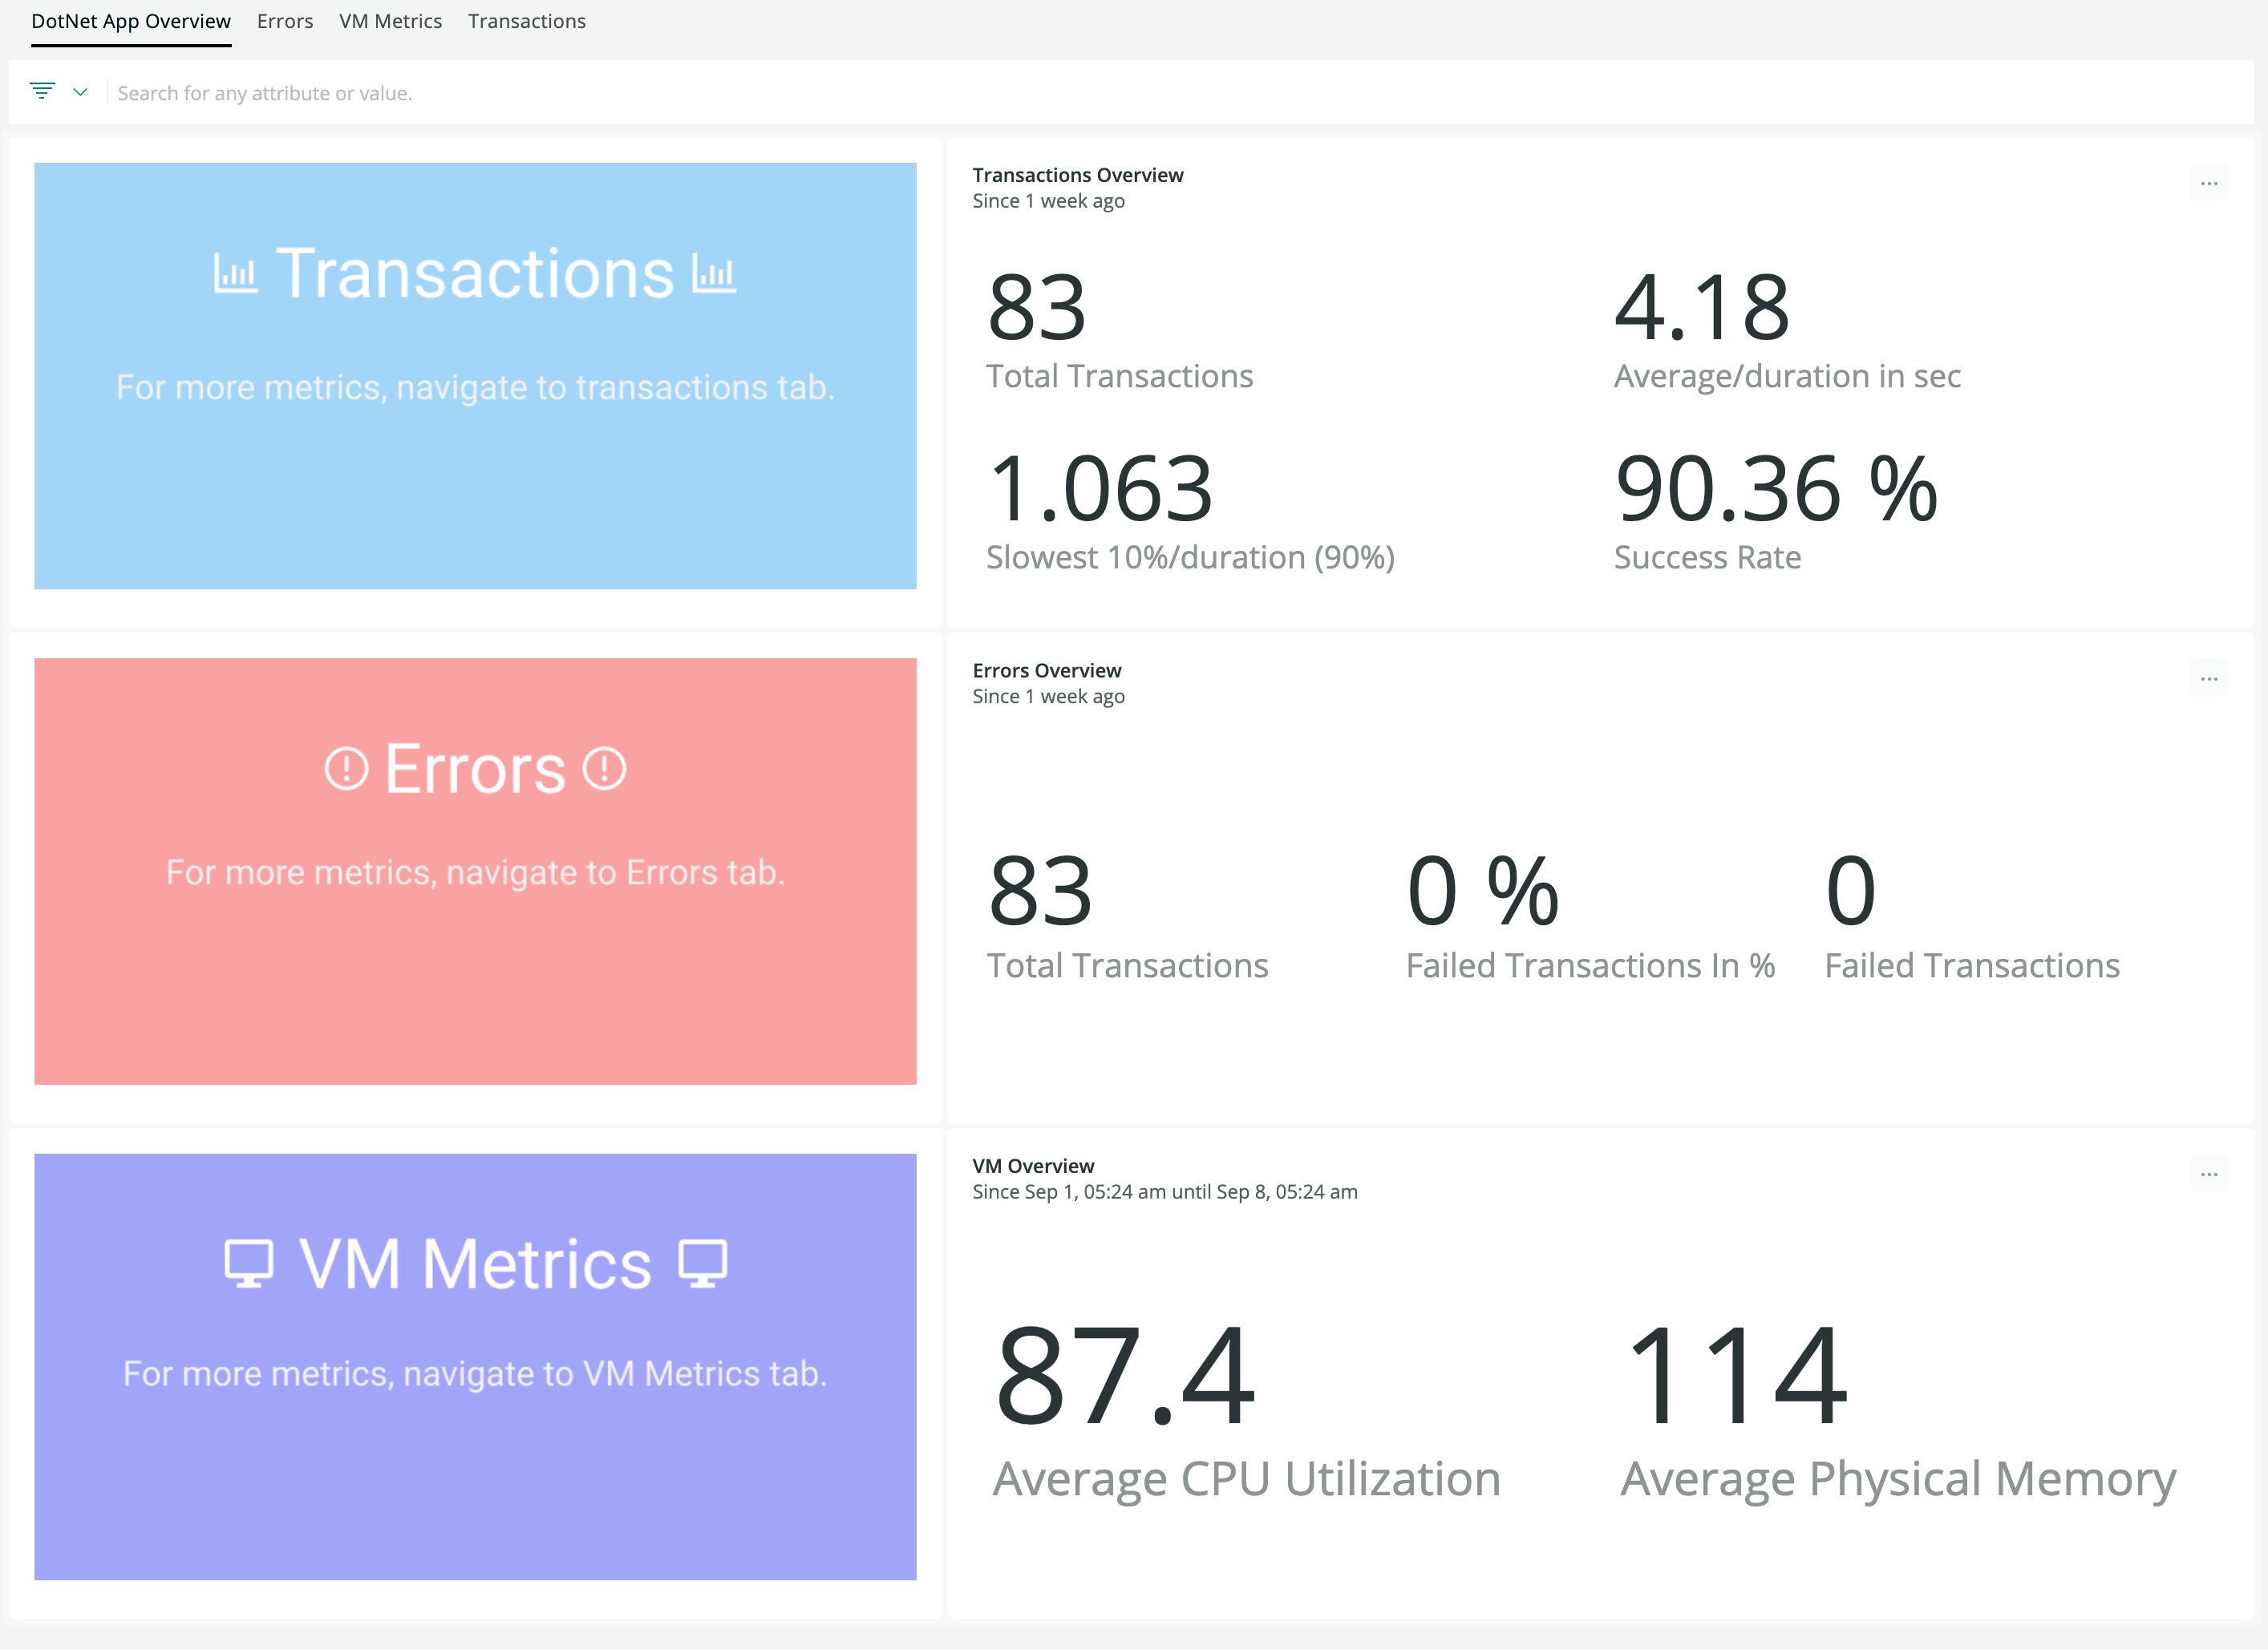 DotNet App Overview Errors VM Metrics Transactions
Search for any attribute or value.
Transactions
For more metrics, navigate to transactions tab.
Transactions Overview
Since 1 week ago
83
Total Transactions
4.18
Average/duration in sec
1.063
Slowest 10%/duration (90%)
90.36 %
Success Rate
Errors
For more metrics, navigate to Errors tab.
Errors Overview
Since 1 week ago
83
Total Transactions
0 %
Failed Transactions In %
0
Failed Transactions
VM Metrics
For more metrics, navigate to VM Metrics tab.
VM Overview
Since Sep 1, 05:24 am until Sep 8, 05:24 am
87.4
Average CPU Utilization
114
Average Physical Memory